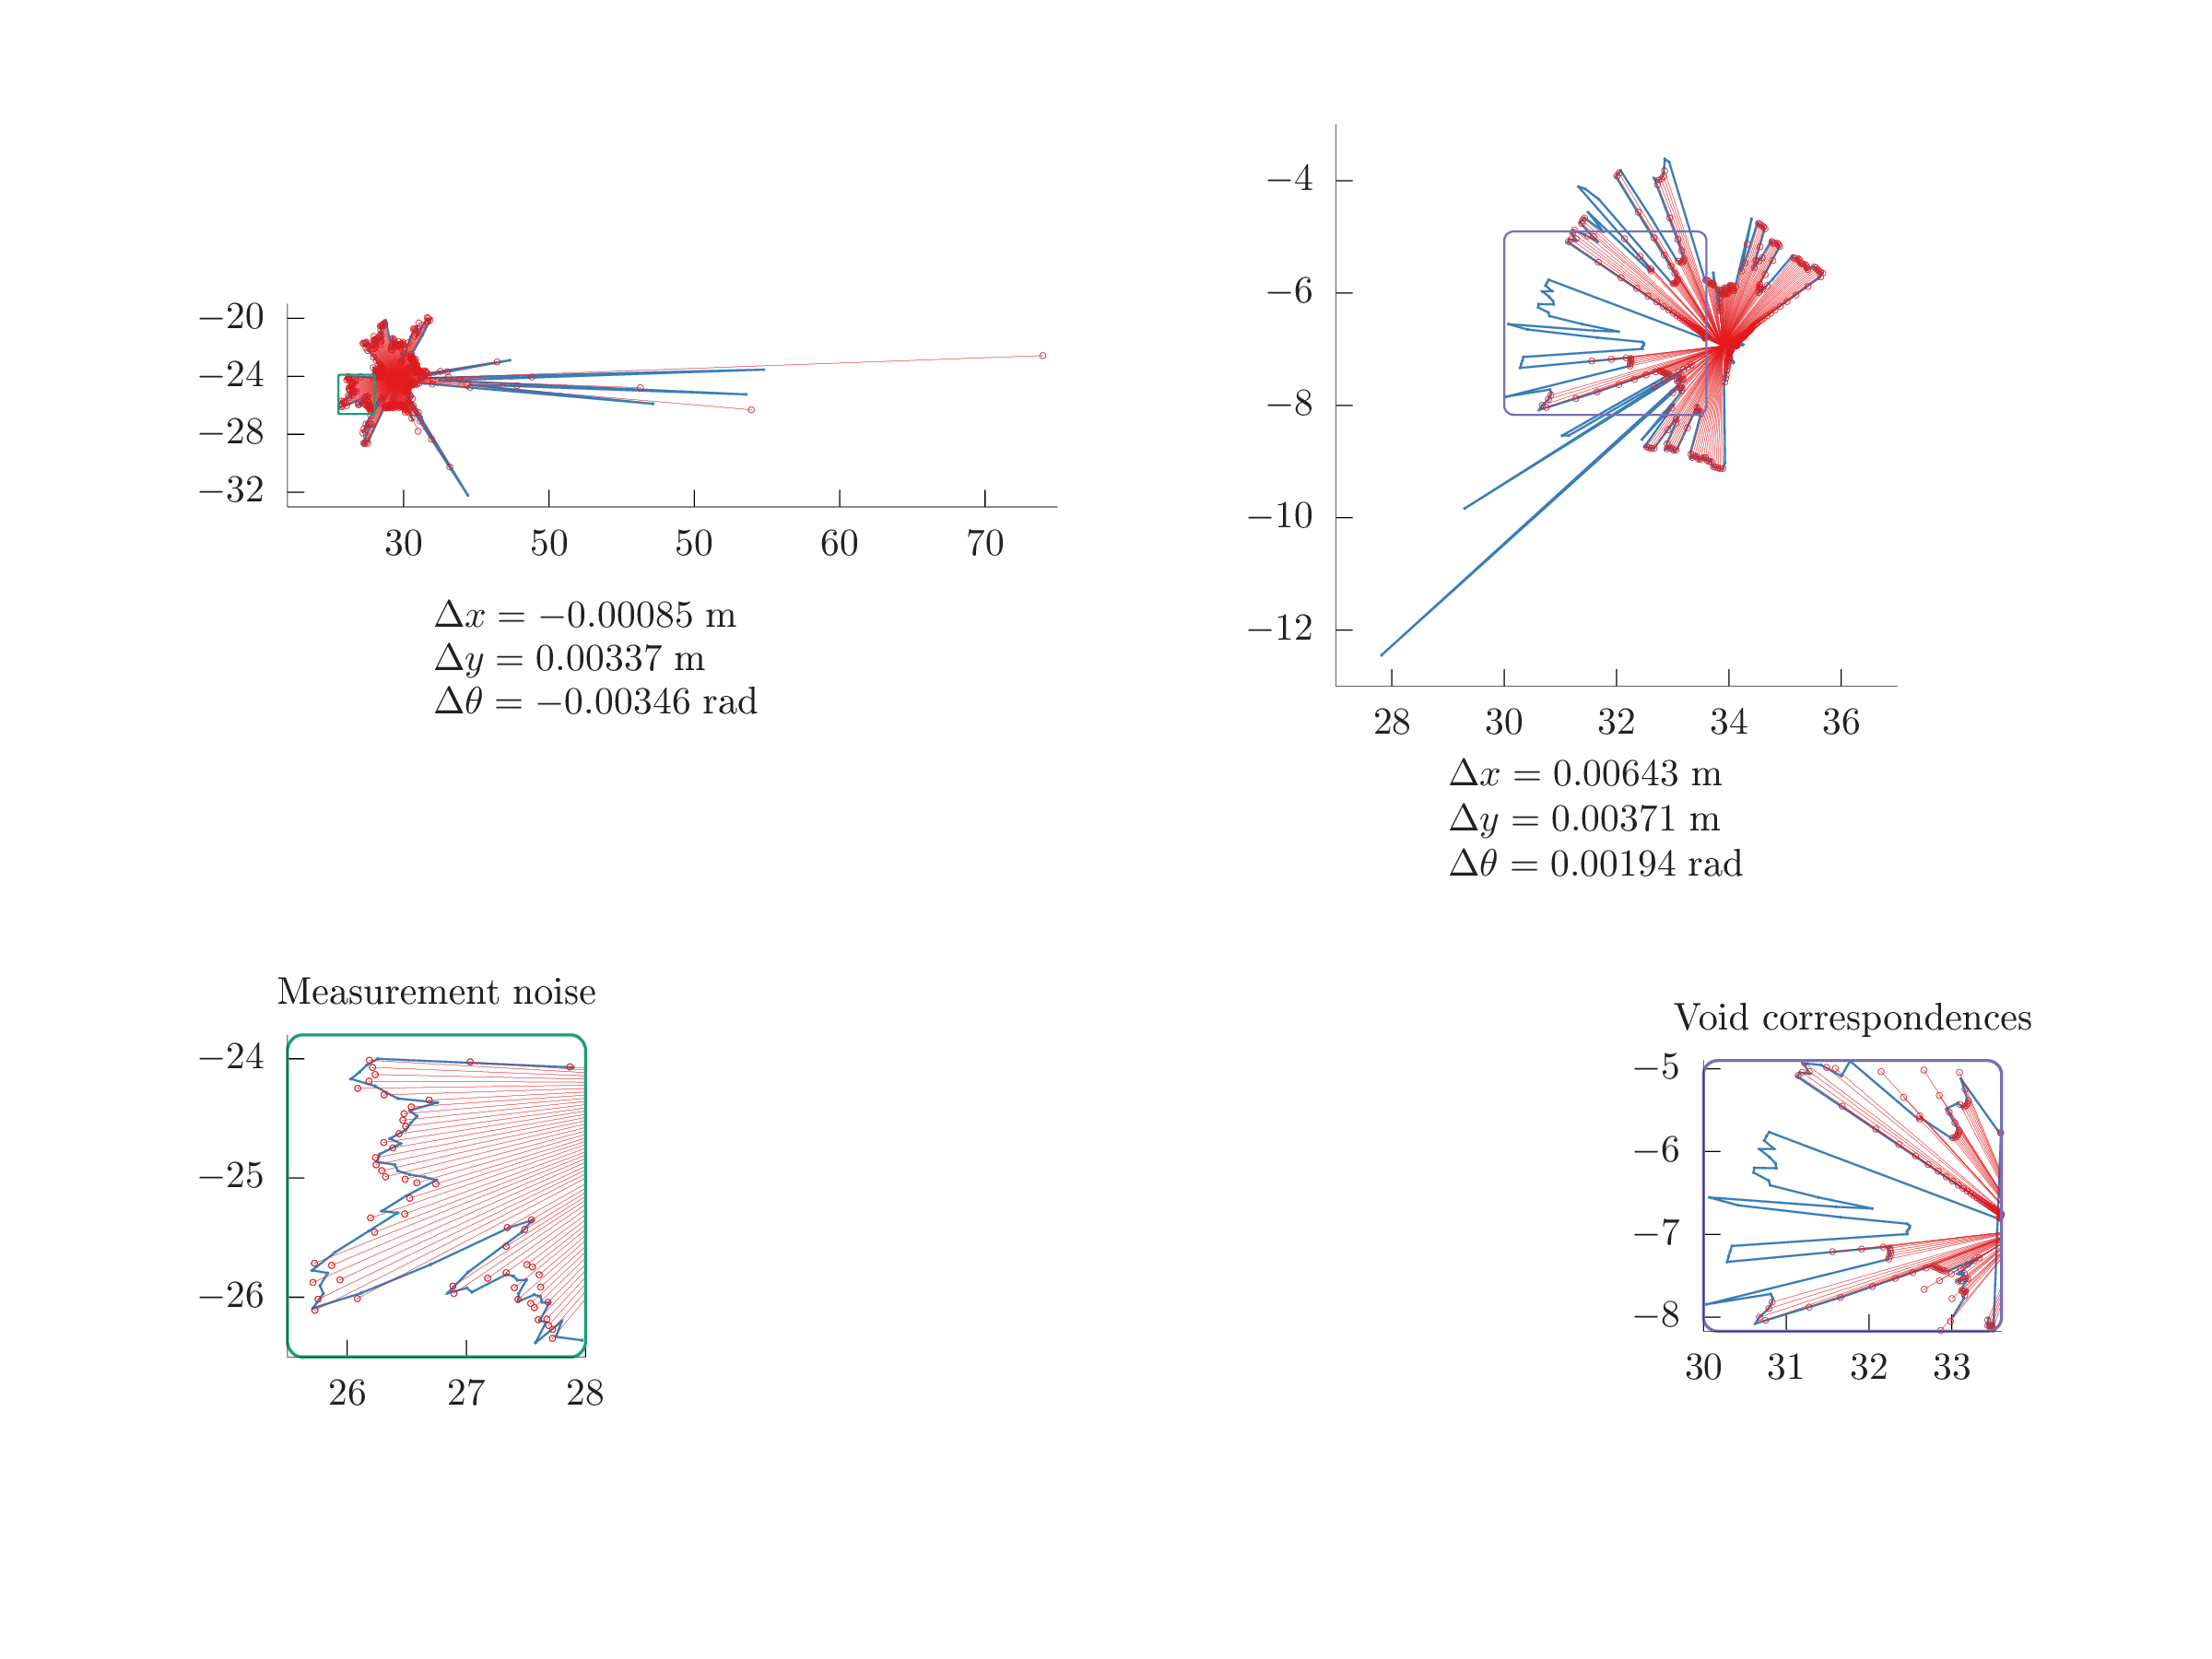 −20
−24
−28
−32
30 50 50 60 70
Δx = −0.00085 m
Δy = 0.00337 m
Δθ = −0.00346 rad
−4
−6
−8
−10
−12
28 30 32 34 36
Δx = 0.00643 m
Δy = 0.00371 m
Δθ = 0.00194 rad
Measurement noise
−24
−25
−26
26 27 28
Void correspondences
−5
−6
−7
−8
30 31 32 33